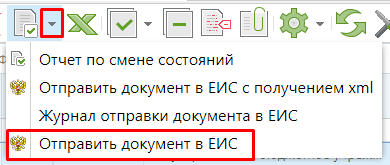 Отчет по смене состояний
Отправить документ в ЕИС с получением xml
Журнал отправки документа в ЕИС
Отправить документ в ЕИС